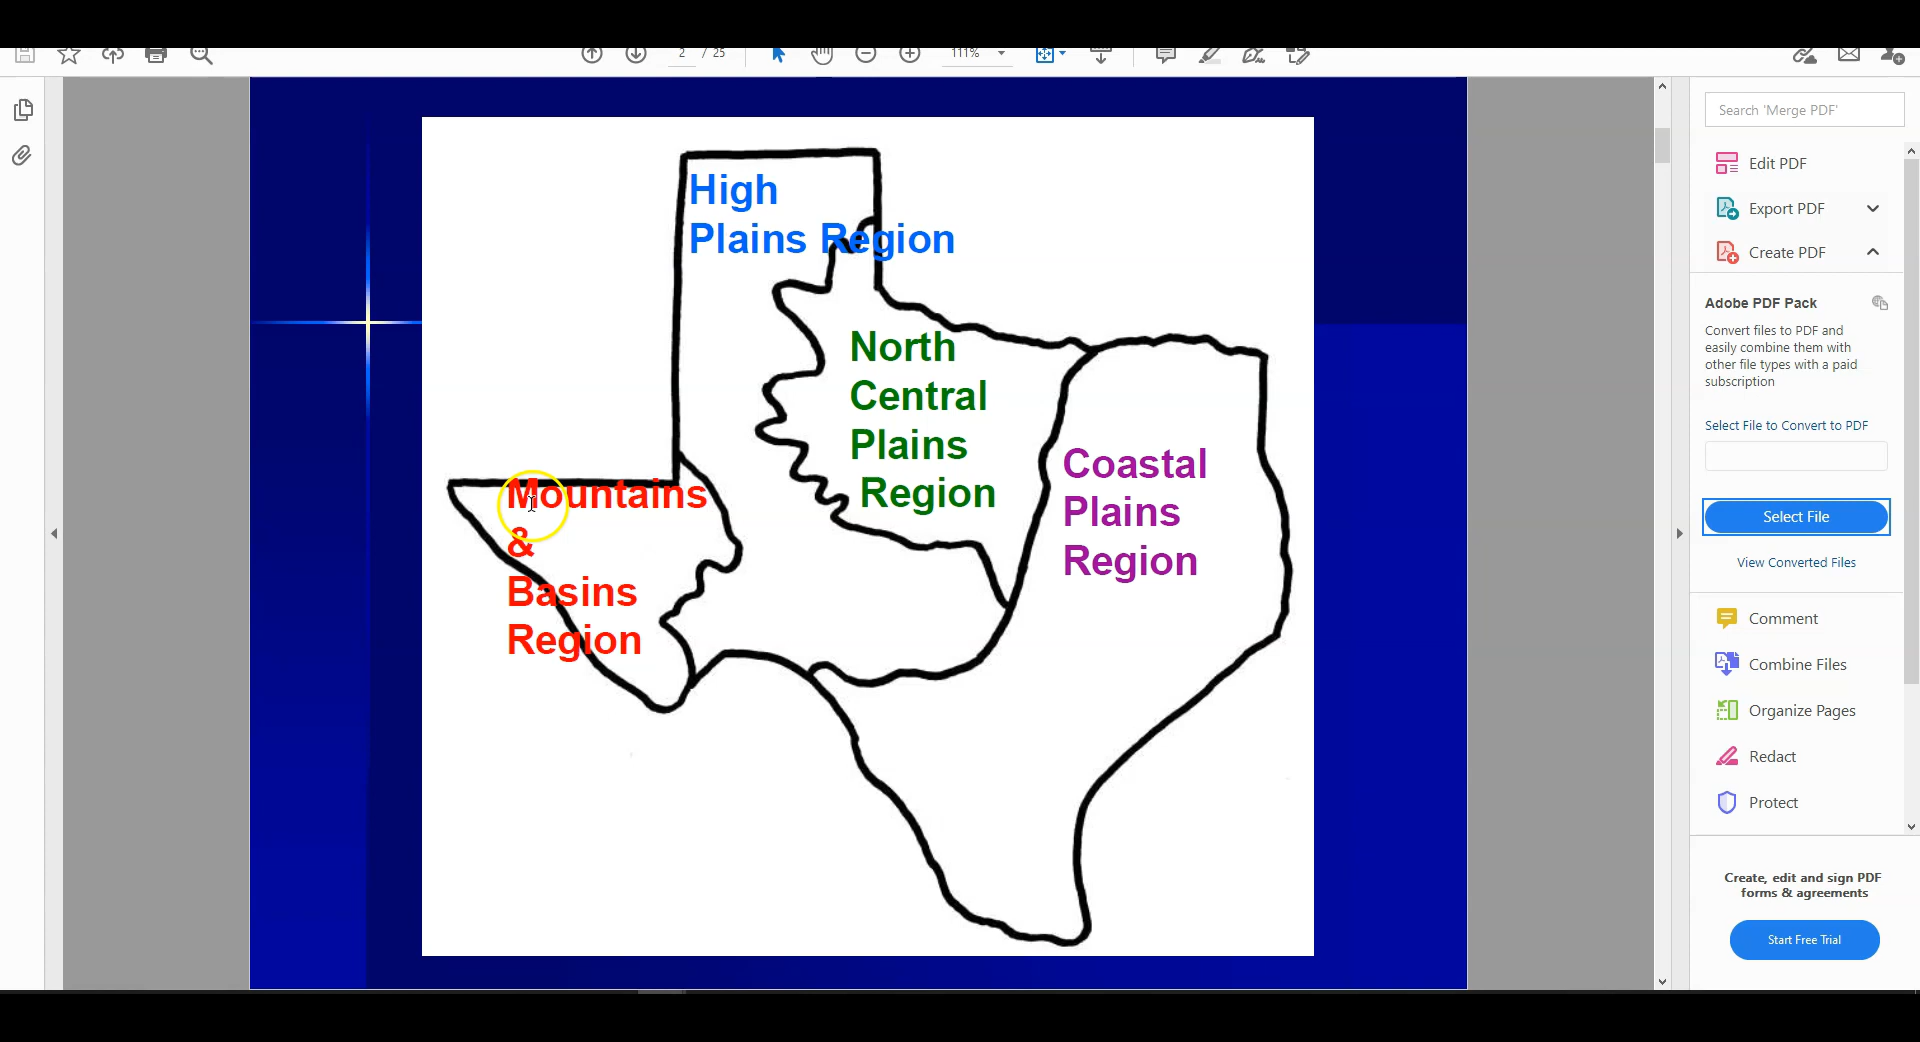 2 / 25
111%
High
Plains Region
North
Central
Plains
Region
Coastal
Plains
Region
Mountains
&
Basins
Region
Search 'Merge PDF'
Edit PDF
Export PDF
Create PDF
Adobe PDF Pack
Convert files to PDF and
easily combine them with
other file types with a paid
subscription
Select File to Convert to PDF
Select File
View Converted Files
Comment
Combine Files
Organize Pages
Redact
Protect
Create, edit and sign PDF
forms & agreements
Start Free Trial